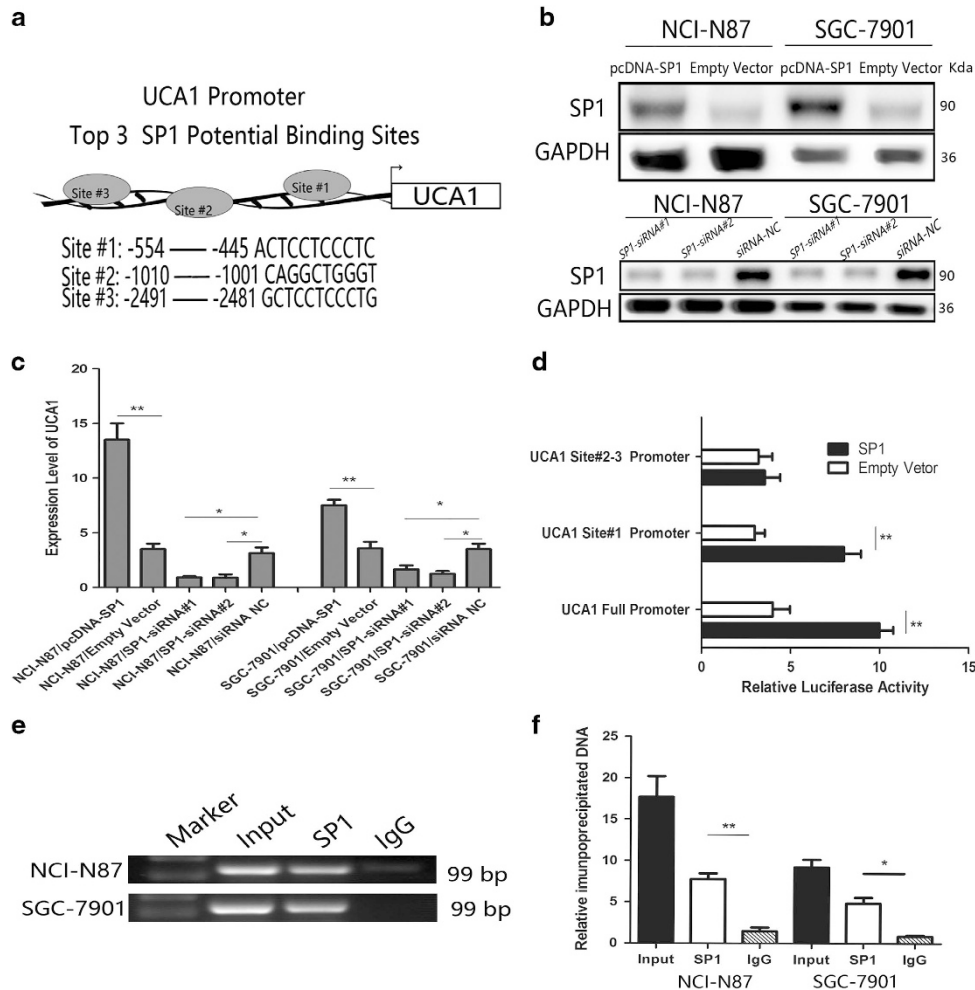 a
UCA1 Promoter
Top 3 SP1 Potential Binding Sites
Site #3
Site #2
Site #1
UCA1
Site #1: -554 —— -445 ACTCCTCCCTC
Site #2: -1010 —— -1001 CAGGCTGGGT
Site #3: -2491 —— -2481 GCTCCTCCCTG
b
NCI-N87 SGC-7901
pcDNA-SP1 Empty Vector pcDNA-SP1 Empty Vector Kda
SP1 90
GAPDH 36
NCI-N87 SGC-7901
SP1-siRNA#1 SP1-siRNA#2 siRNA-NC SP1-siRNA#1 SP1-siRNA#2 siRNA-NC
SP1 90
GAPDH 36
c
Expression Level of UCA1
20
15
10
5
0
** * * ** * *
NCI-N87/pcDNA-SP1
NCI-N87/Empty Vector
NCI-N87/SP1-siRNA#1
NCI-N87/SP1-siRNA#2
NCI-N87/siRNA NC
SGC-7901/pcDNA-SP1
SGC-7901/Empty Vector
SGC-7901/SP1-siRNA#1
SGC-7901/SP1-siRNA#2
SGC-7901/siRNA NC
d
SP1
Empty Vetor
UCA1 Site#2-3 Promoter
UCA1 Site#1 Promoter **
UCA1 Full Promoter **
0 5 10 15
Relative Luciferase Activity
e
Marker Input SP1 IgG
NCI-N87 99 bp
SGC-7901 99 bp
f
Relative imunpoprecipitated DNA
25
20
15
10
5
0
** *
Input SP1 IgG Input SP1 IgG
NCI-N87 SGC-7901